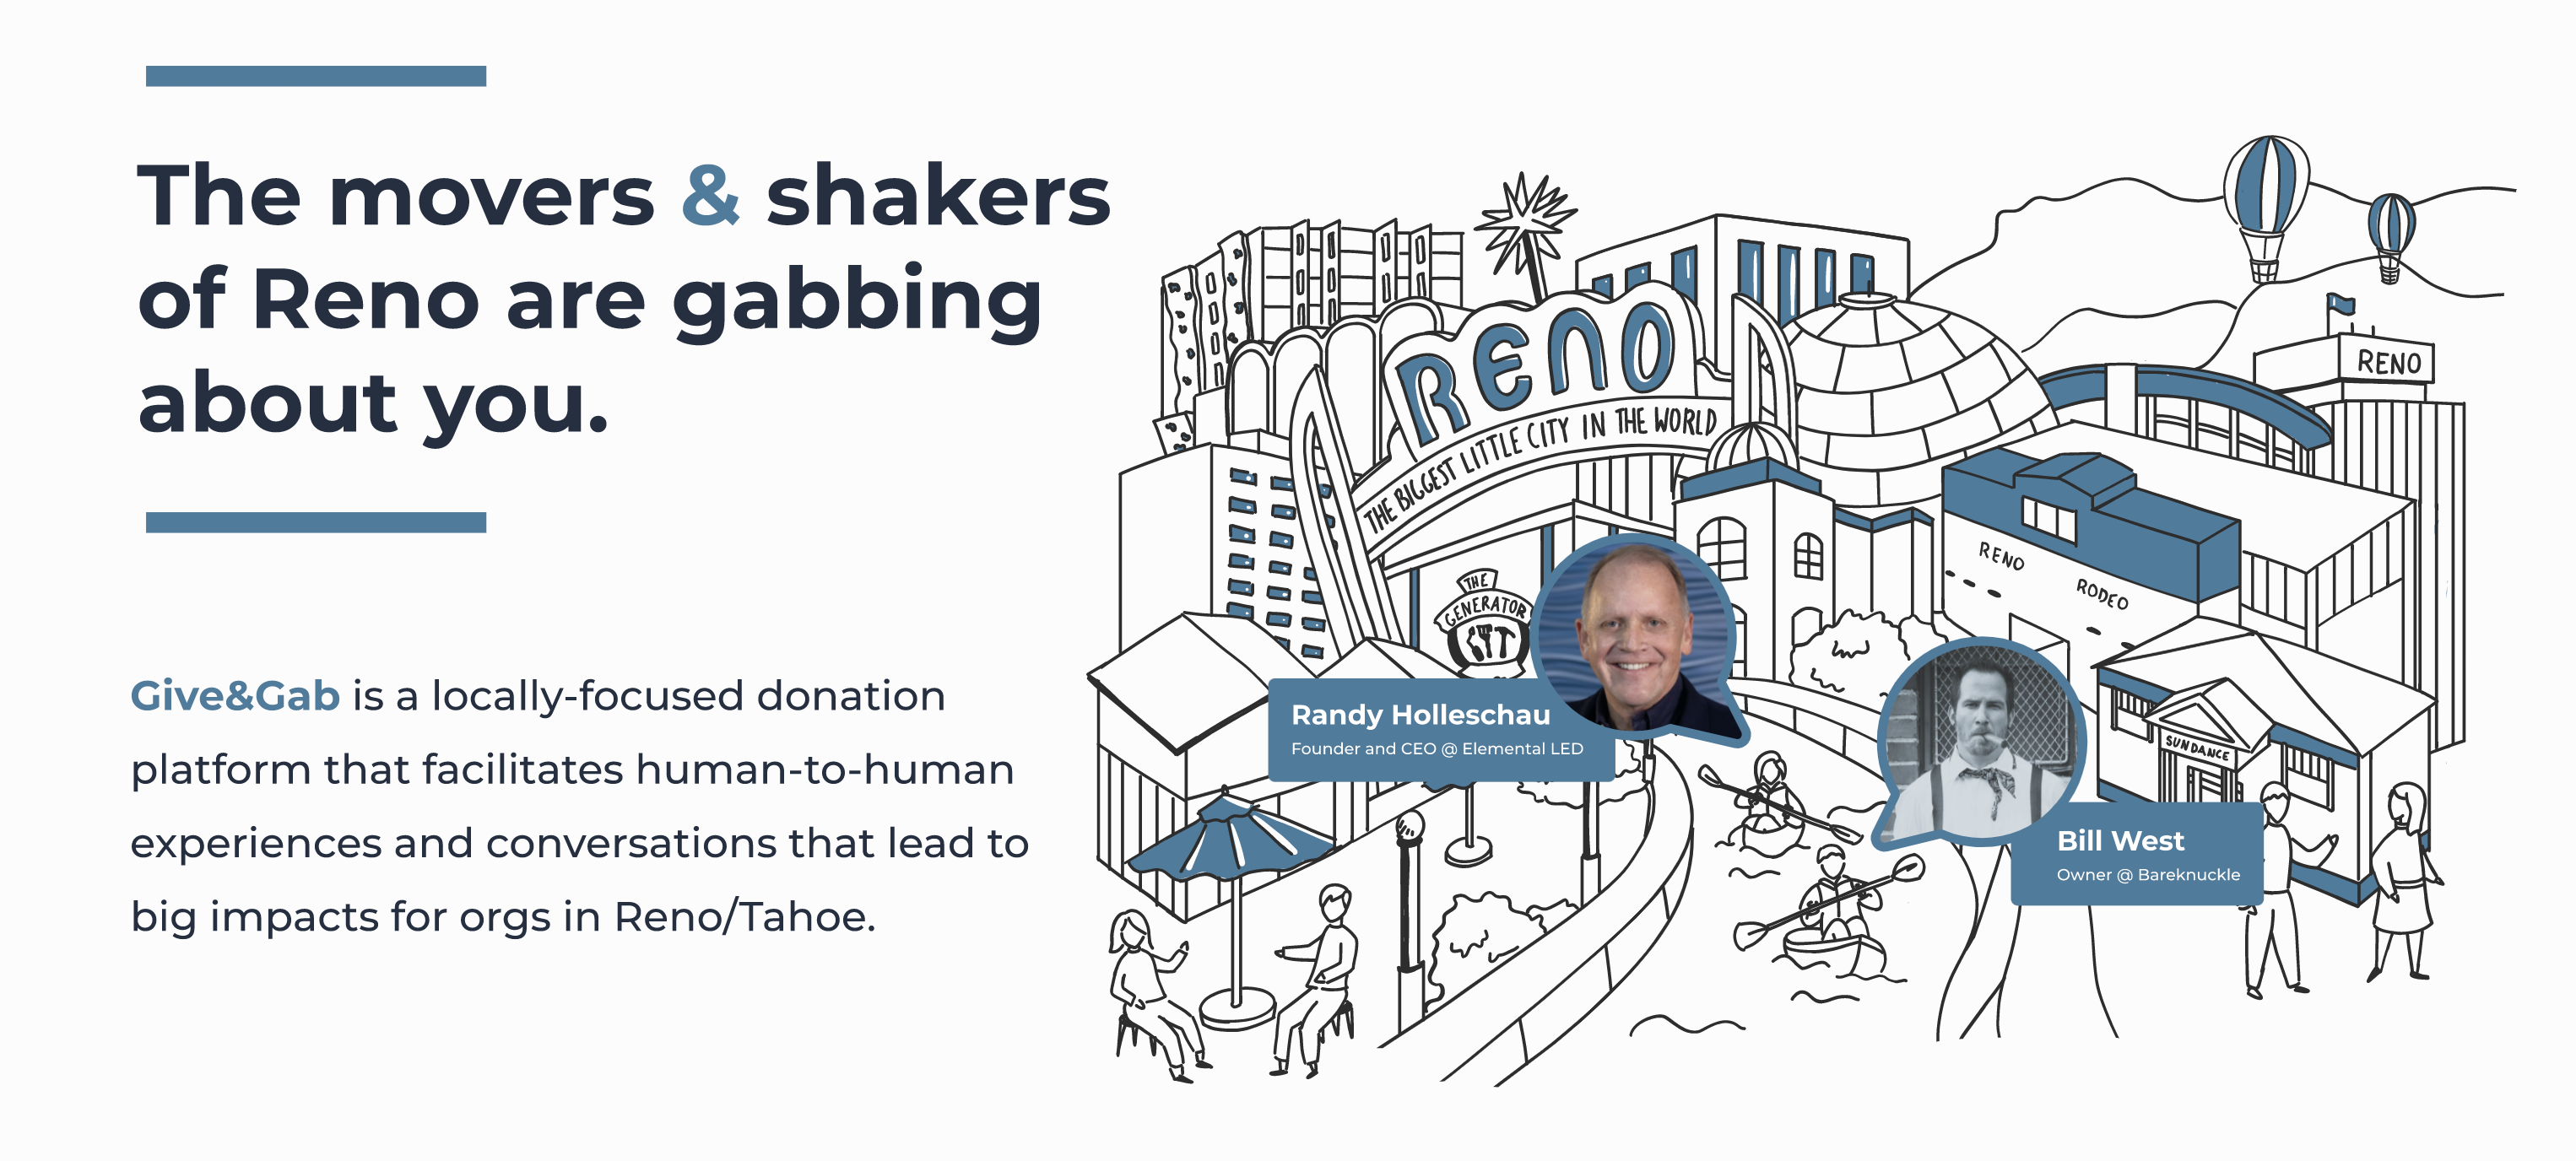 The movers & shakers
of Reno are gabbing
about you.
Give&Gab is a locally-focused donation
platform that facilitates human-to-human
experiences and conversations that lead to
big impacts for orgs in Reno/Tahoe.
RENO
THE BIGGEST LITTLE CITY IN THE WORLD
RENO
RENO
RODEO
THE
GENERATOR
Randy Holleschau
Founder and CEO @ Elemental LED
SUNDANCE
Bill West
Owner @ Bareknuckle